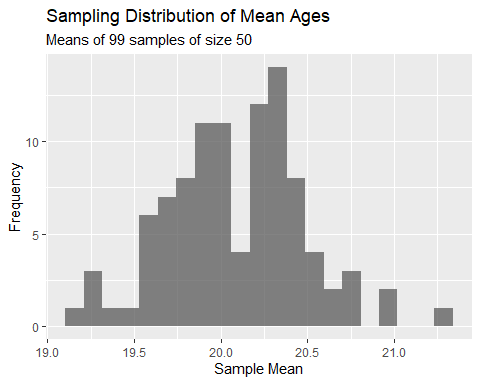 Sampling Distribution of Mean Ages
Means of 99 samples of size 50
Frequency
10
5
0
19.0 19.5 20.0 20.5 21.0
Sample Mean